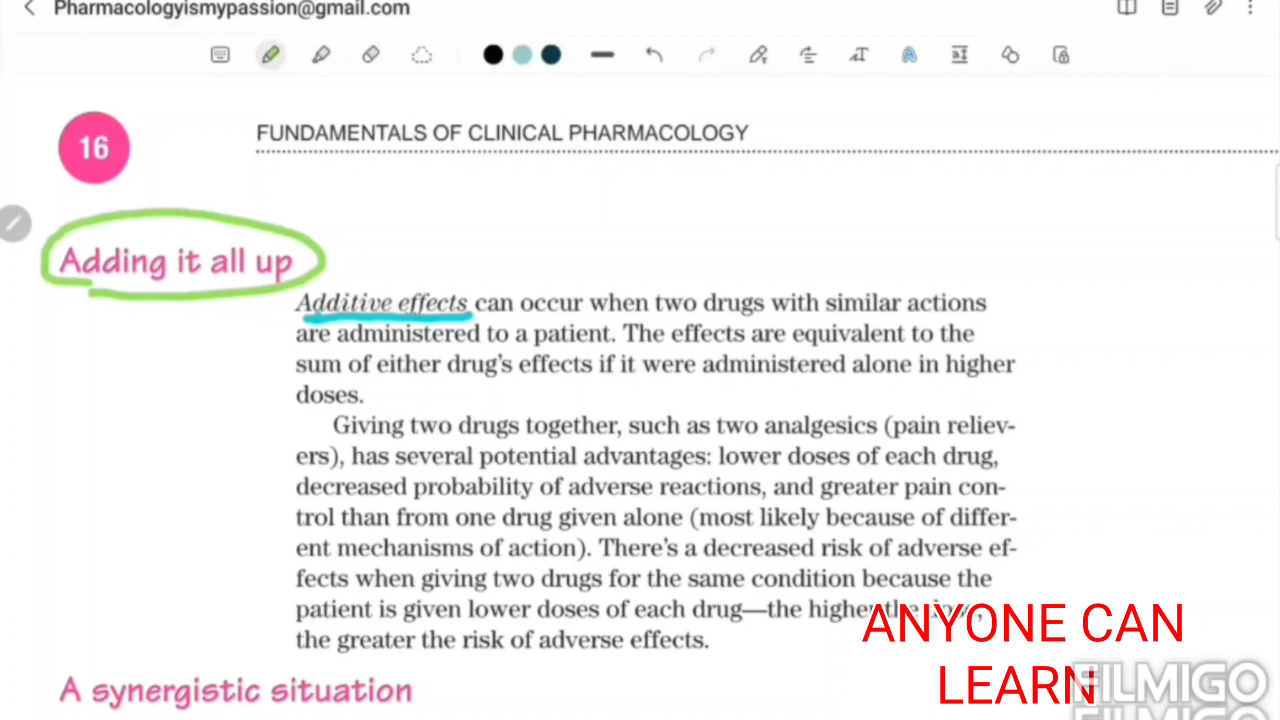 Pharmacologyismypassion@gmail.com
16
FUNDAMENTALS OF CLINICAL PHARMACOLOGY
Adding it all up
Additive effects can occur when two drugs with similar actions
are administered to a patient. The effects are equivalent to the
sum of either drug's effects if it were administered alone in higher
doses.
Giving two drugs together, such as two analgesics (pain reliev-
ers), has several potential advantages: lower doses of each drug,
decreased probability of adverse reactions, and greater pain con-
trol than from one drug given alone (most likely because of differ-
ent mechanisms of action). There's a decreased risk of adverse ef-
fects when giving two drugs for the same condition because the
patient is given lower doses of each drug—the higher the dose,
the greater the risk of adverse effects.
ANYONE CAN
LEARN
A synergistic situation
FILMIGO